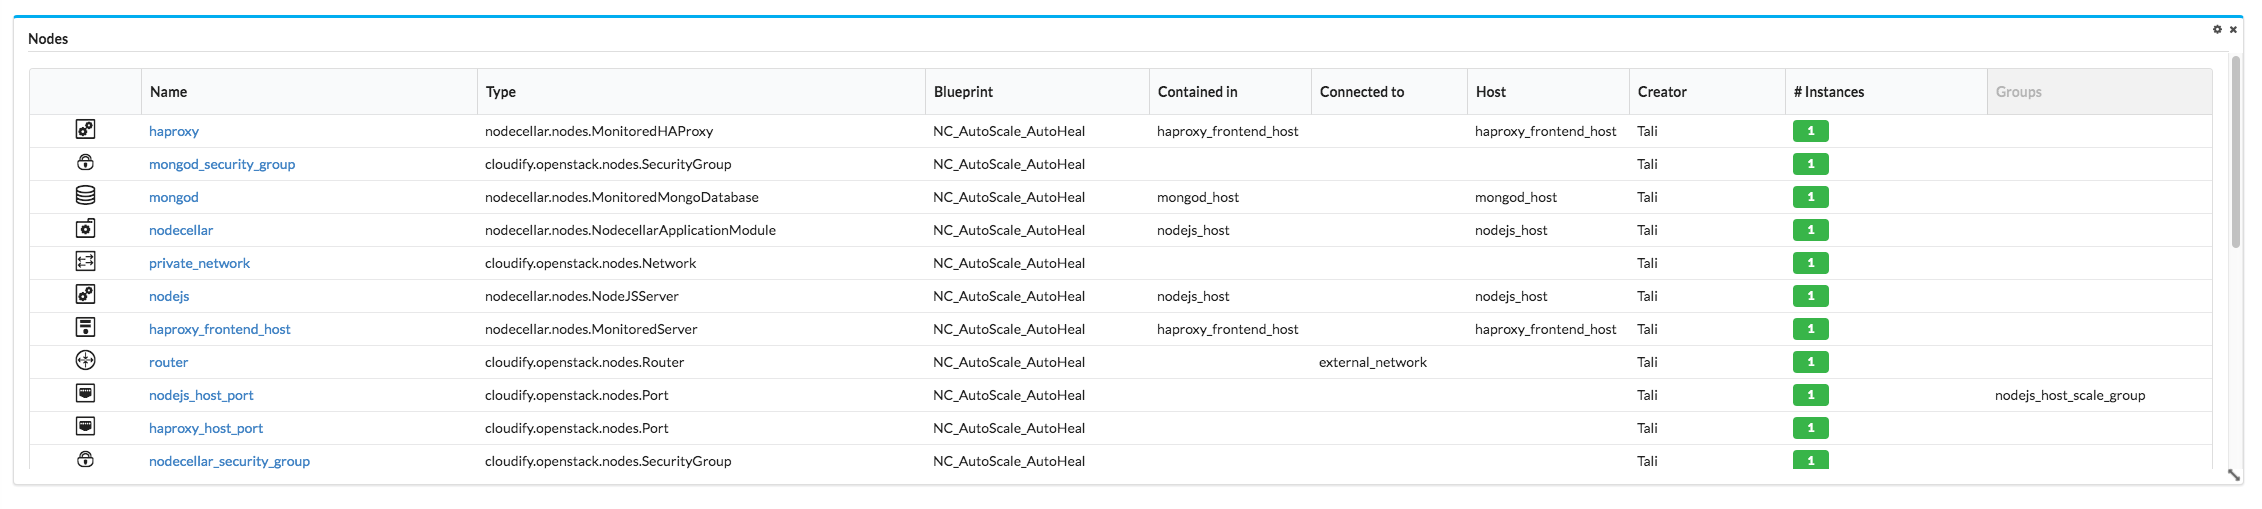 Nodes
Name Type Blueprint Contained in Connected to Host Creator # Instances Groups
haproxy nodecellar.nodes.MonitoredHAProxy NC_AutoScale_AutoHeal haproxy_frontend_host haproxy_frontend_host Tali 1
mongod_security_group cloudify.openstack.nodes.SecurityGroup NC_AutoScale_AutoHeal Tali 1
mongod nodecellar.nodes.MonitoredMongoDatabase NC_AutoScale_AutoHeal mongod_host mongod_host Tali 1
nodecellar nodecellar.nodes.NodecellarApplicationModule NC_AutoScale_AutoHeal nodejs_host nodejs_host Tali 1
private_network cloudify.openstack.nodes.Network NC_AutoScale_AutoHeal Tali 1
nodejs nodecellar.nodes.NodeJSServer NC_AutoScale_AutoHeal nodejs_host nodejs_host Tali 1
haproxy_frontend_host nodecellar.nodes.MonitoredServer NC_AutoScale_AutoHeal haproxy_frontend_host haproxy_frontend_host Tali 1
router cloudify.openstack.nodes.Router NC_AutoScale_AutoHeal external_network Tali 1
nodejs_host_port cloudify.openstack.nodes.Port NC_AutoScale_AutoHeal Tali 1 nodejs_host_scale_group
haproxy_host_port cloudify.openstack.nodes.Port NC_AutoScale_AutoHeal Tali 1
nodecellar_security_group cloudify.openstack.nodes.SecurityGroup NC_AutoScale_AutoHeal Tali 1